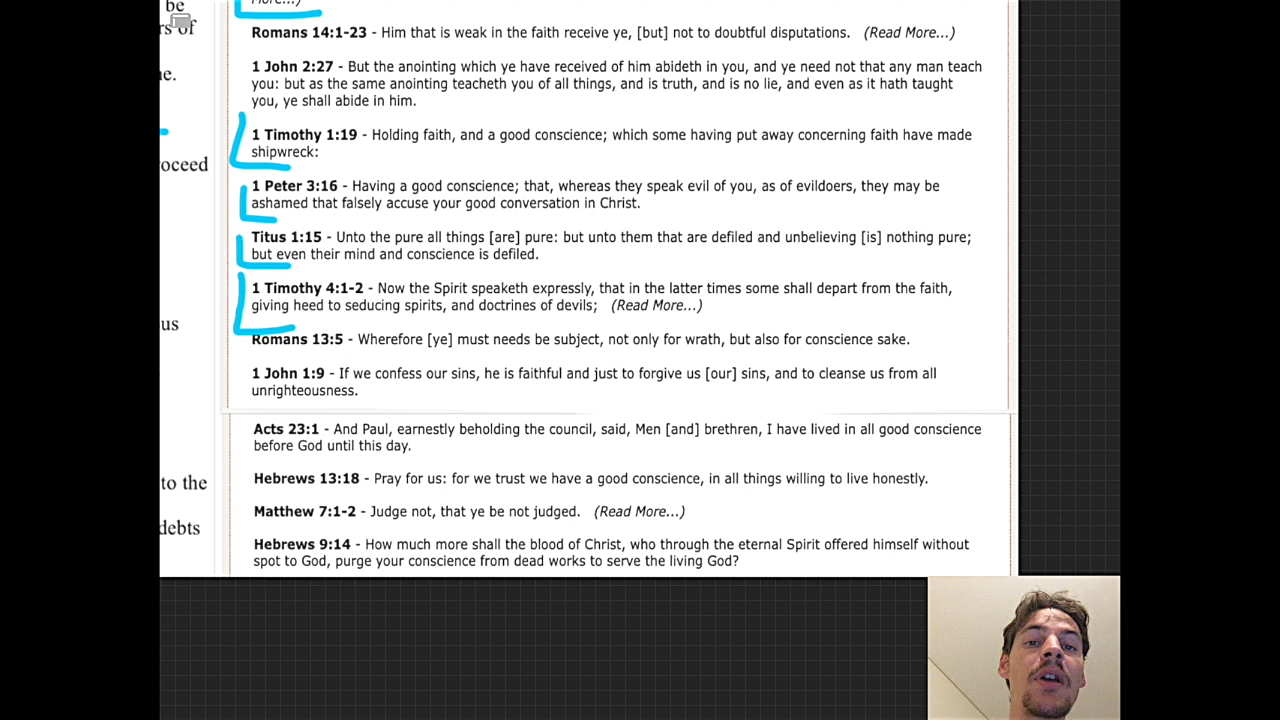 be
More...)
rs of
Romans 14:1-23 - Him that is weak in the faith receive ye, [but] not to doubtful disputations. (Read More...)
ne.
1 John 2:27 - But the anointing which ye have received of him abideth in you, and ye need not that any man teach
you: but as the same anointing teacheth you of all things, and is truth, and is no lie, and even as it hath taught
you, ye shall abide in him.
1 Timothy 1:19 - Holding faith, and a good conscience; which some having put away concerning faith have made
shipwreck:
oceed
1 Peter 3:16 - Having a good conscience; that, whereas they speak evil of you, as of evildoers, they may be
ashamed that falsely accuse your good conversation in Christ.
Titus 1:15 - Unto the pure all things [are] pure: but unto them that are defiled and unbelieving [is] nothing pure;
but even their mind and conscience is defiled.
1 Timothy 4:1-2 - Now the Spirit speaketh expressly, that in the latter times some shall depart from the faith,
giving heed to seducing spirits, and doctrines of devils; (Read More...)
us
Romans 13:5 - Wherefore [ye] must needs be subject, not only for wrath, but also for conscience sake.
1 John 1:9 - If we confess our sins, he is faithful and just to forgive us [our] sins, and to cleanse us from all
unrighteousness.
Acts 23:1 - And Paul, earnestly beholding the council, said, Men [and] brethren, I have lived in all good conscience
before God until this day.
to the
Hebrews 13:18 - Pray for us: for we trust we have a good conscience, in all things willing to live honestly.
Matthew 7:1-2 - Judge not, that ye be not judged. (Read More...)
debts
Hebrews 9:14 - How much more shall the blood of Christ, who through the eternal Spirit offered himself without
spot to God, purge your conscience from dead works to serve the living God?